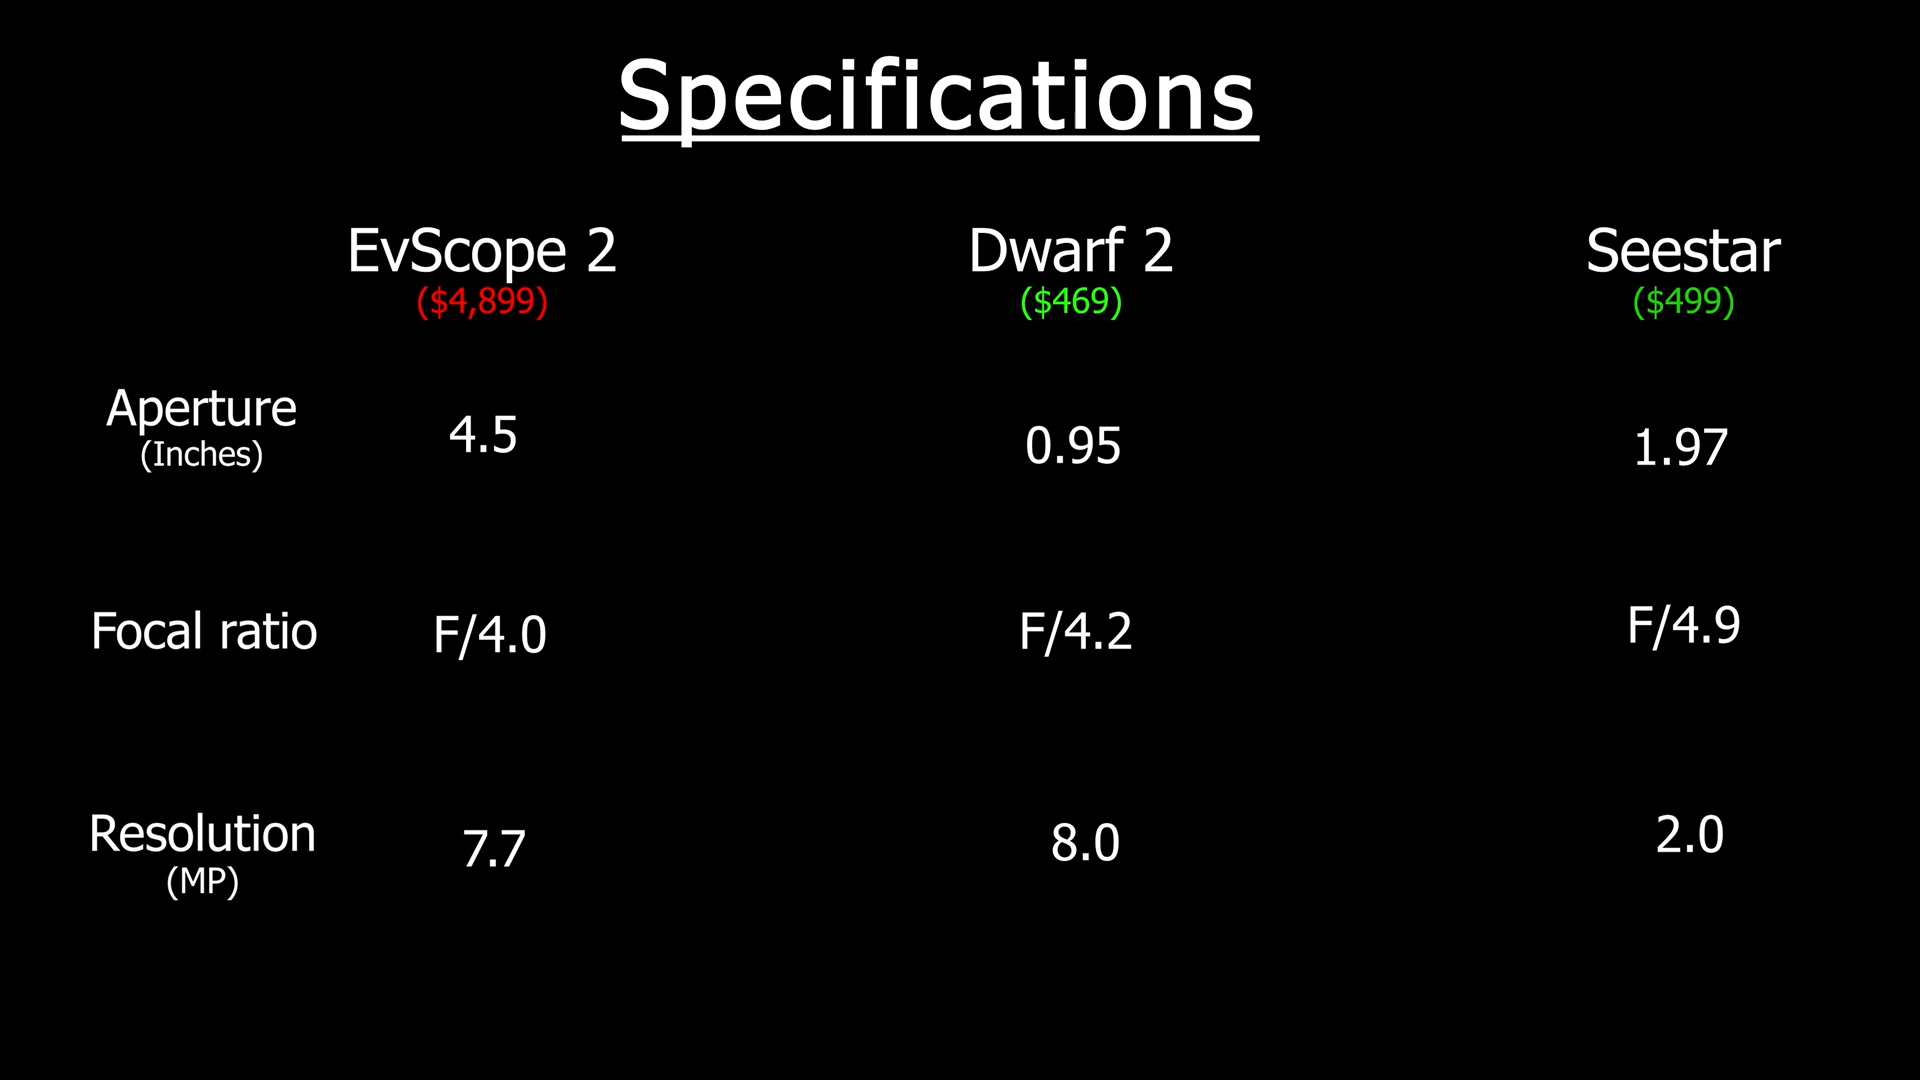 Specifications
EvScope 2 Dwarf 2 Seestar
($4,899) ($469) ($499)
Aperture
(Inches)
4.5 0.95 1.97
Focal ratio F/4.0 F/4.2 F/4.9
Resolution
(MP)
7.7 8.0 2.0